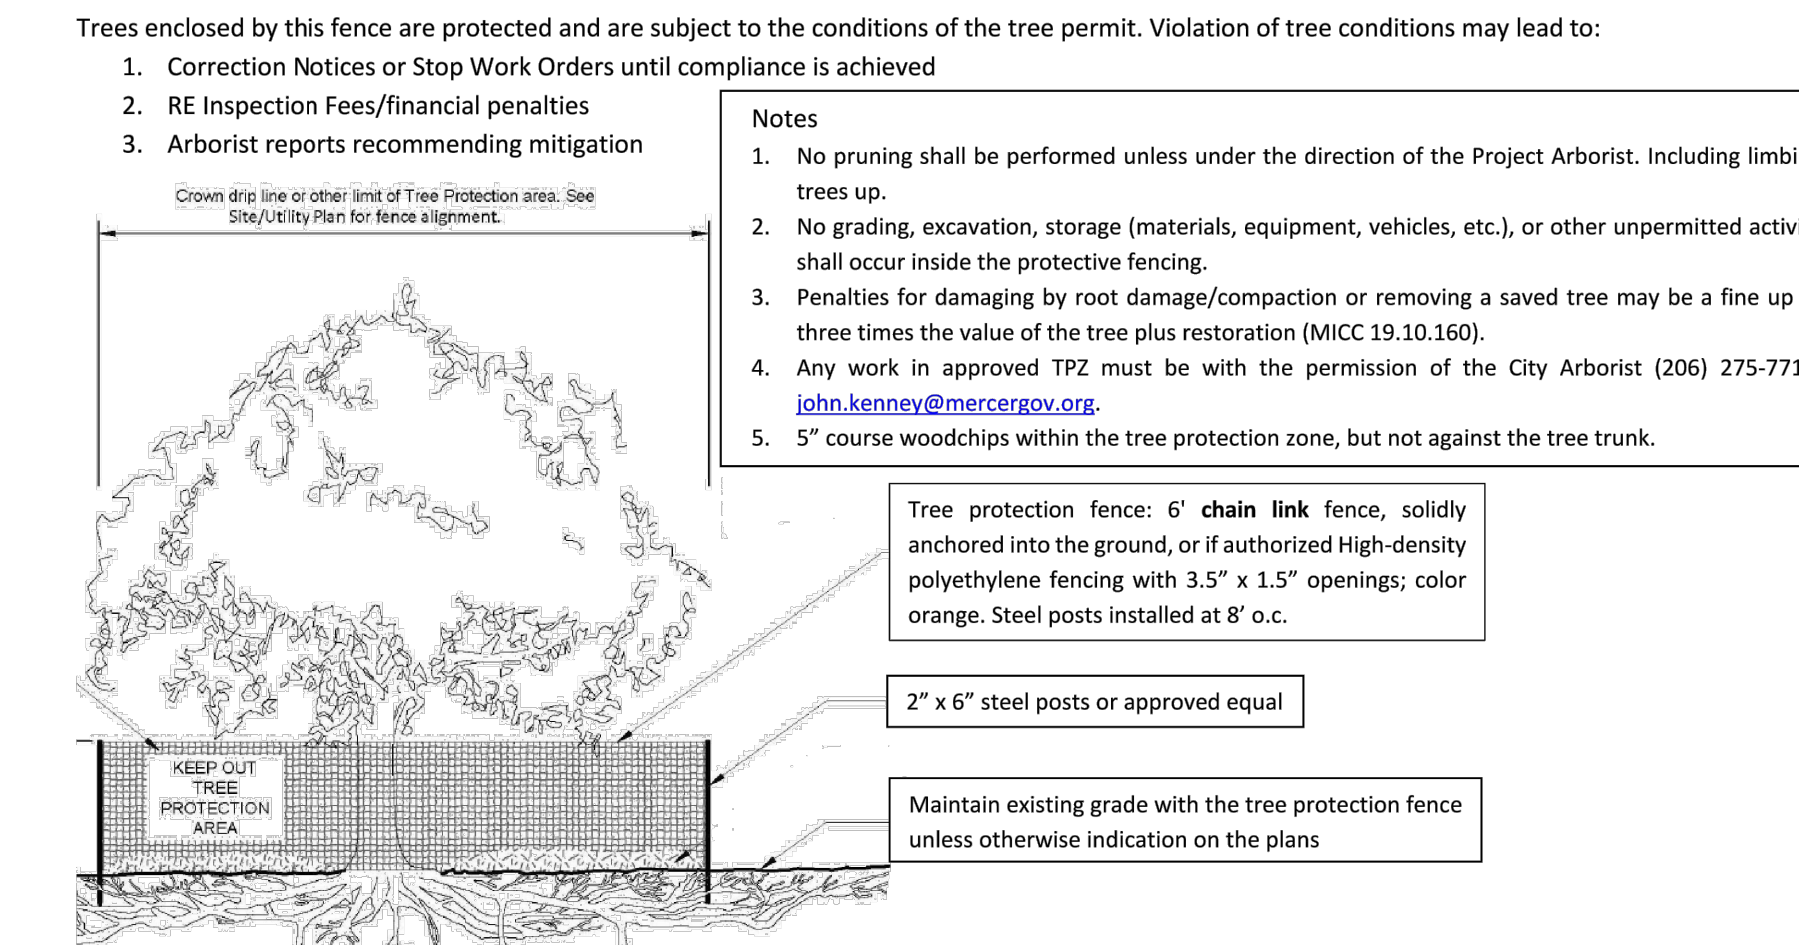 Trees enclosed by this fence are protected and are subject to the conditions of the tree permit. Violation of tree conditions may lead to:
1. Correction Notices or Stop Work Orders until compliance is achieved
2. RE Inspection Fees/financial penalties
3. Arborist reports recommending mitigation
Crown drip line or other limit of Tree Protection area. See
Site/Utility Plan for fence alignment.
Notes
1. No pruning shall be performed unless under the direction of the Project Arborist. Including limbi
trees up.
2. No grading, excavation, storage (materials, equipment, vehicles, etc.), or other unpermitted activi
shall occur inside the protective fencing.
3. Penalties for damaging by root damage/compaction or removing a saved tree may be a fine up
three times the value of the tree plus restoration (MICC 19.10.160).
4. Any work in approved TPZ must be with the permission of the City Arborist (206) 275-771
john.kenney@mercergov.org.
5. 5” course woodchips within the tree protection zone, but not against the tree trunk.
Tree protection fence: 6' chain link fence, solidly
anchored into the ground, or if authorized High-density
polyethylene fencing with 3.5” x 1.5” openings; color
orange. Steel posts installed at 8’ o.c.
2” x 6” steel posts or approved equal
KEEP OUT
TREE
PROTECTION
AREA
Maintain existing grade with the tree protection fence
unless otherwise indication on the plans